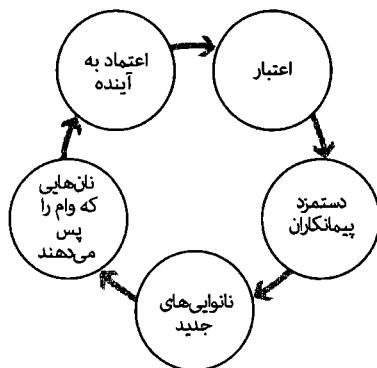 اعتماد به
آینده
اعتبار
دستمزد
پیمانکاران
نانوایی‌های
جدید
نان‌هایی
که وام را
پس
می‌دهند